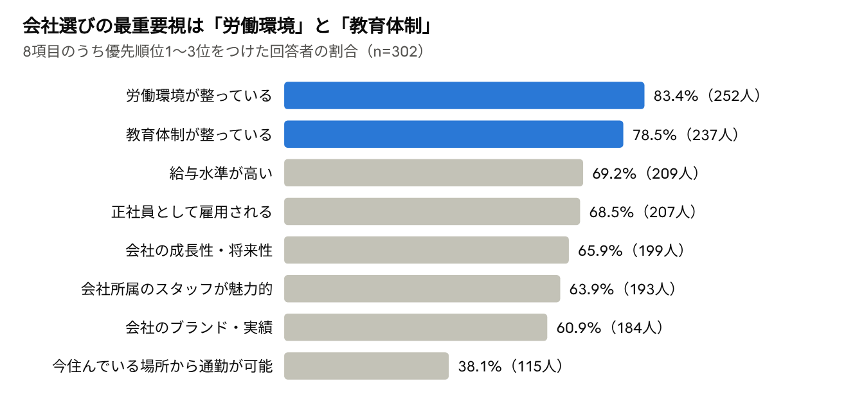 会社選びの最重要視は「労働環境」と「教育体制」
8項目のうち優先順位1〜3位をつけた回答者の割合（n=302）
労働環境が整っている 83.4%（252人）
教育体制が整っている 78.5%（237人）
給与水準が高い 69.2%（209人）
正社員として雇用される 68.5%（207人）
会社の成長性・将来性 65.9%（199人）
会社所属のスタッフが魅力的 63.9%（193人）
会社のブランド・実績 60.9%（184人）
今住んでいる場所から通勤が可能 38.1%（115人）